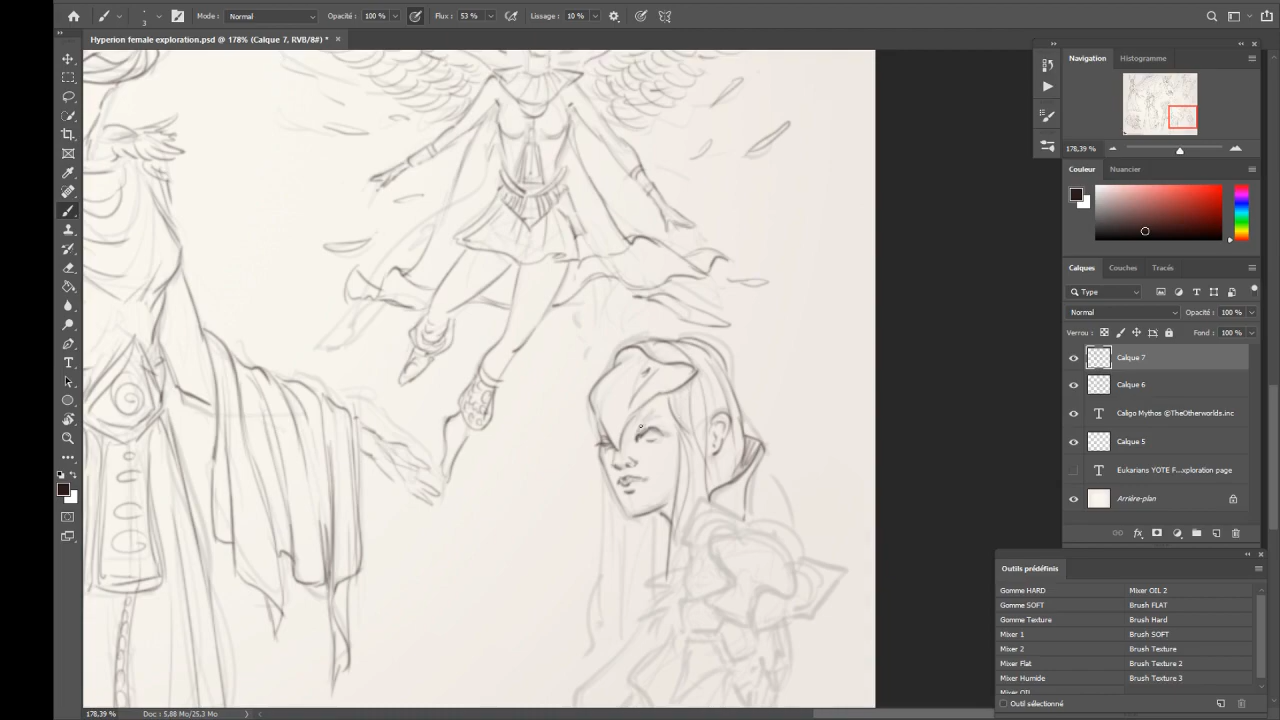 3
Mode : Normal
Opacité : 100 %
Flux : 53 %
Lissage : 10 %
Hyperion female exploration.psd @ 178% (Calque 7, RVB/8#) *
Navigation Histogramme
178,39 %
Couleur Nuancier
Calques Couches Tracés
Type
Normal Opacité : 100 %
Verrou : Fond : 100 %
Calque 7
Calque 6
Caligo Mythos @TheOtherworlds.inc
Calque 5
Eukarians YOTE F...xploration page
Arrière-plan
Outils prédéfinis
Gomme HARD Mixer OIL 2
Gomme SOFT Brush FLAT
Gomme Texture Brush Hard
Mixer 1 Brush SOFT
Mixer 2 Brush Texture
Mixer Flat Brush Texture 2
Mixer Humide Brush Texture 3
Mixer OIL
Outil sélectionné
178,39 % Doc : 5,88 Mo/25,3 Mo